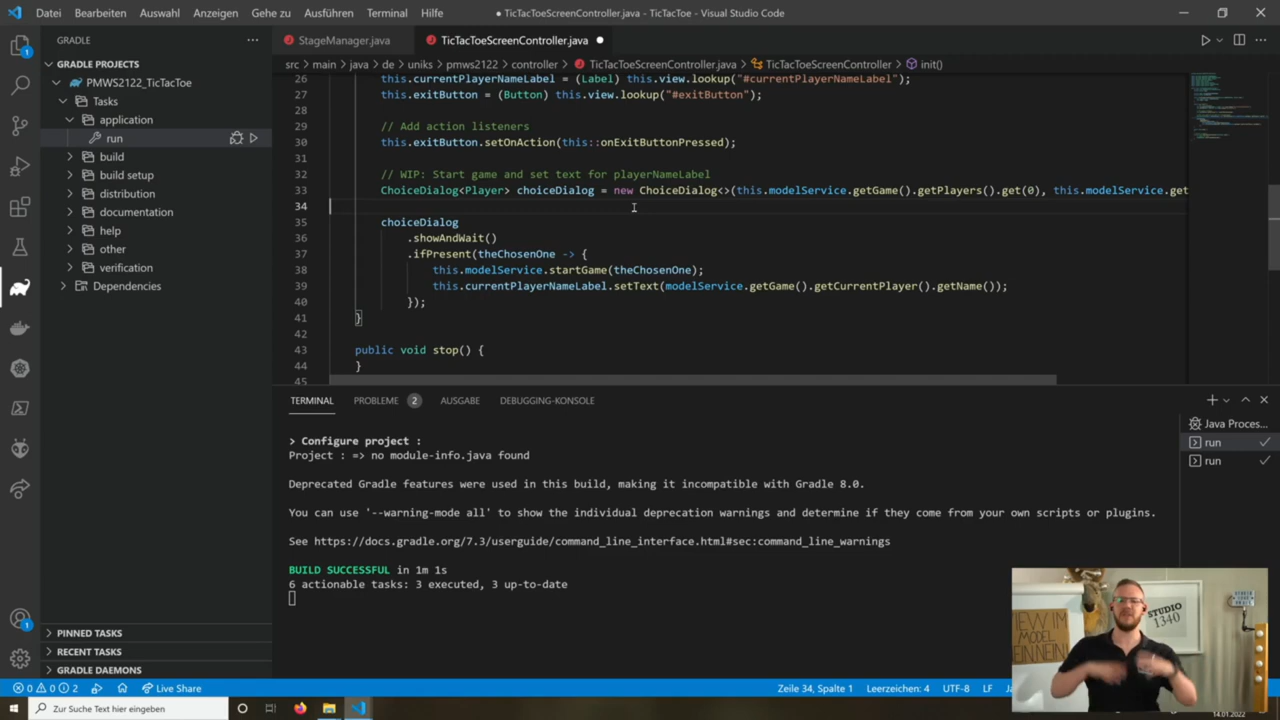 Datei Bearbeiten Auswahl Anzeigen Gehe zu Ausführen Terminal Hilfe
● TicTacToeScreenController.java - TicTacToe - Visual Studio Code
GRADLE
StageManager.java
TicTacToeScreenController.java ●
GRADLE PROJECTS
PMWS2122_TicTacToe
Tasks
application
run
build
build setup
distribution
documentation
help
other
verification
Dependencies
PINNED TASKS
RECENT TASKS
GRADLE DAEMONS
src > main > java > de > uniks > pmws2122 > controller > TicTacToeScreenController.java > TicTacToeScreenController > init()
26 this.currentPlayerNameLabel = (Label) this.view.lookup("#currentPlayerNameLabel");
27 this.exitButton = (Button) this.view.lookup("#exitButton");
28
29 // Add action listeners
30 this.exitButton.setOnAction(this::onExitButtonPressed);
31
32 // WIP: Start game and set text for playerNameLabel
33 ChoiceDialog<Player> choiceDialog = new ChoiceDialog<>(this.modelService.getGame().getPlayers().get(0), this.modelService.get
34
35 choiceDialog
36 .showAndWait()
37 .ifPresent(theChosenOne -> {
38 this.modelService.startGame(theChosenOne);
39 this.currentPlayerNameLabel.setText(modelService.getGame().getCurrentPlayer().getName());
40 });
41 }
42
43 public void stop() {
44 }
45
TERMINAL PROBLEME 2 AUSGABE DEBUGGING-KONSOLE
> Configure project :
Project : => no module-info.java found
Deprecated Gradle features were used in this build, making it incompatible with Gradle 8.0.
You can use '--warning-mode all' to show the individual deprecation warnings and determine if they come from your own scripts or plugins.
See https://docs.gradle.org/7.3/userguide/command_line_interface.html#sec:command_line_warnings
BUILD SUCCESSFUL in 1m 1s
6 actionable tasks: 3 executed, 3 up-to-date
Java Proces...
run
run
VIEW IM
MODEL
NEIN NEIN!
STUDIO
1340
0 0 2 Live Share
Zeile 34, Spalte 1 Leerzeichen: 4 UTF-8 LF
Zur Suche Text hier eingeben
14.01.2022